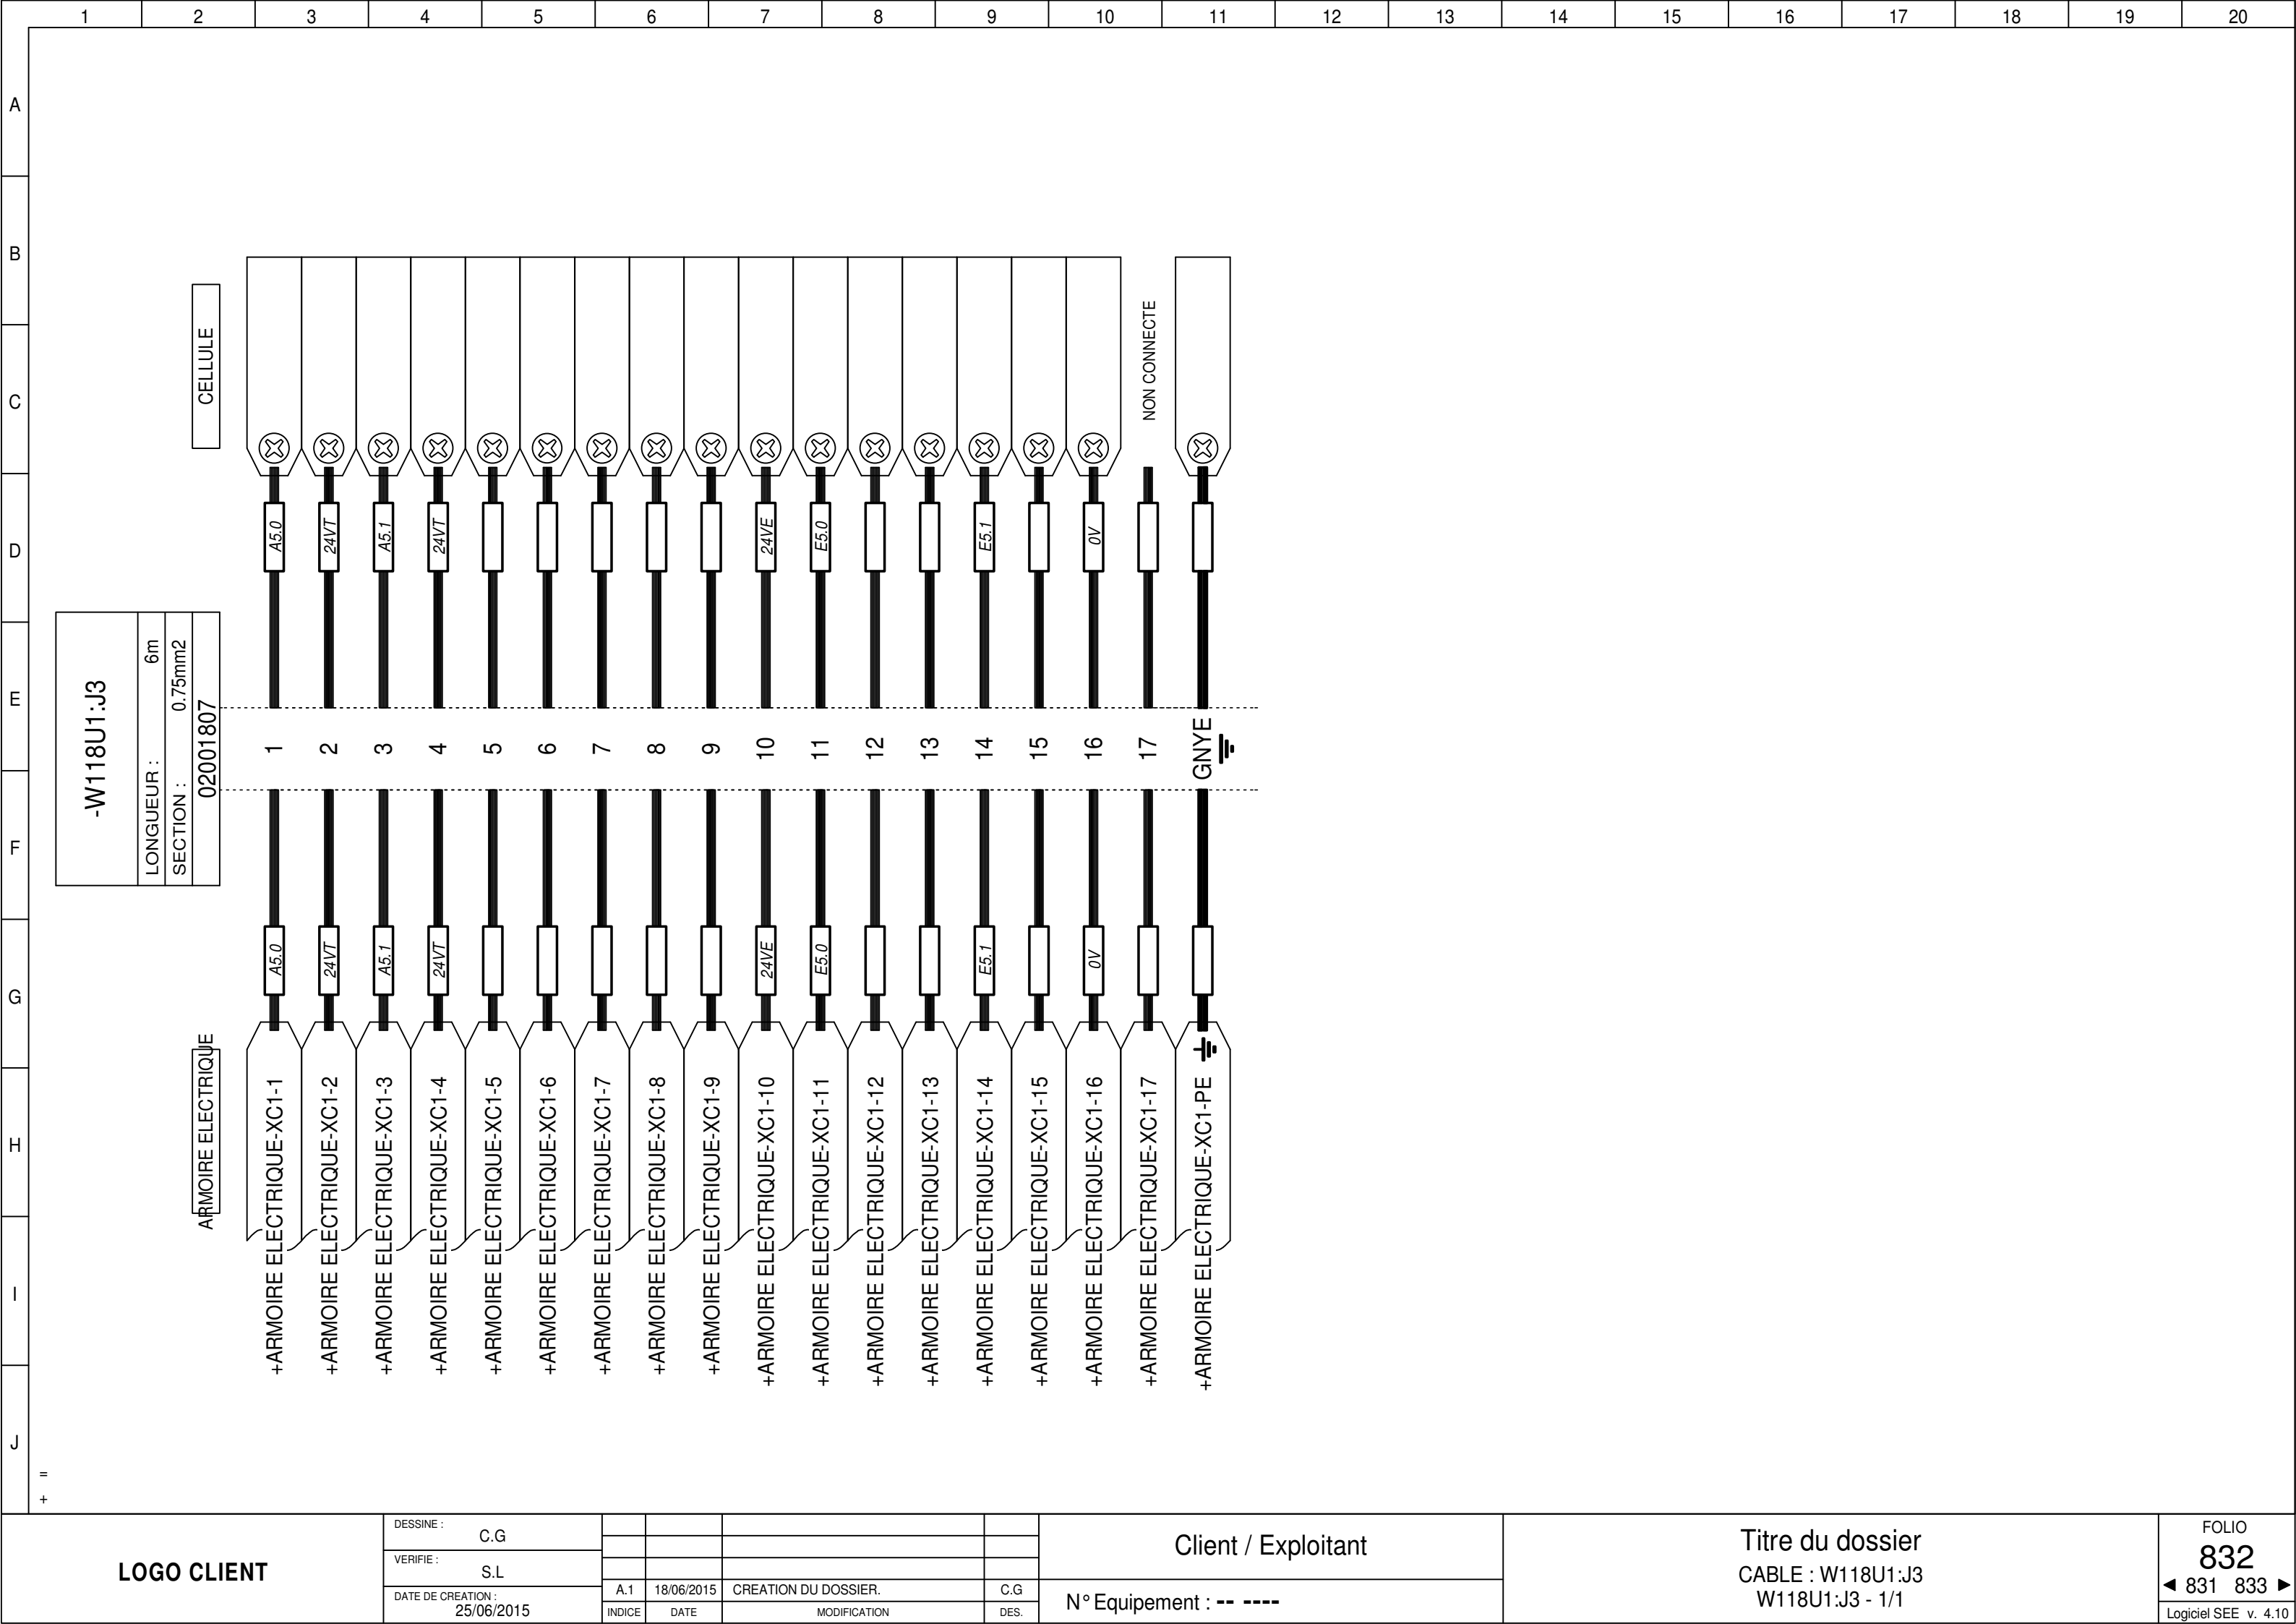 1 2 3 4 5 6 7 8 9 10 11 12 13 14 15 16 17 18 19 20
A
B
C
D
E
F
G
H
I
J
CELLULE
NON CONNECTE
A5.0 24VT A5.1 24VT 24VE E5.0 E5.1 0V
-W118U1:J3
LONGUEUR : 6m
SECTION : 0.75mm2
02001807
1 2 3 4 5 6 7 8 9 10 11 12 13 14 15 16 17 GNYE
A5.0 24VT A5.1 24VT 24VE E5.0 E5.1 0V
ARMOIRE ELECTRIQUE
+ARMOIRE ELECTRIQUE-XC1-1
+ARMOIRE ELECTRIQUE-XC1-2
+ARMOIRE ELECTRIQUE-XC1-3
+ARMOIRE ELECTRIQUE-XC1-4
+ARMOIRE ELECTRIQUE-XC1-5
+ARMOIRE ELECTRIQUE-XC1-6
+ARMOIRE ELECTRIQUE-XC1-7
+ARMOIRE ELECTRIQUE-XC1-8
+ARMOIRE ELECTRIQUE-XC1-9
+ARMOIRE ELECTRIQUE-XC1-10
+ARMOIRE ELECTRIQUE-XC1-11
+ARMOIRE ELECTRIQUE-XC1-12
+ARMOIRE ELECTRIQUE-XC1-13
+ARMOIRE ELECTRIQUE-XC1-14
+ARMOIRE ELECTRIQUE-XC1-15
+ARMOIRE ELECTRIQUE-XC1-16
+ARMOIRE ELECTRIQUE-XC1-17
+ARMOIRE ELECTRIQUE-XC1-PE
=
+
LOGO CLIENT
DESSINE :
C.G
VERIFIE :
S.L
DATE DE CREATION :
25/06/2015
A.1 18/06/2015 CREATION DU DOSSIER. C.G
INDICE DATE MODIFICATION DES.
Client / Exploitant
N° Equipement : -- ----
Titre du dossier
CABLE : W118U1:J3
W118U1:J3 - 1/1
FOLIO
832
◄ 831 833 ►
Logiciel SEE v. 4.10